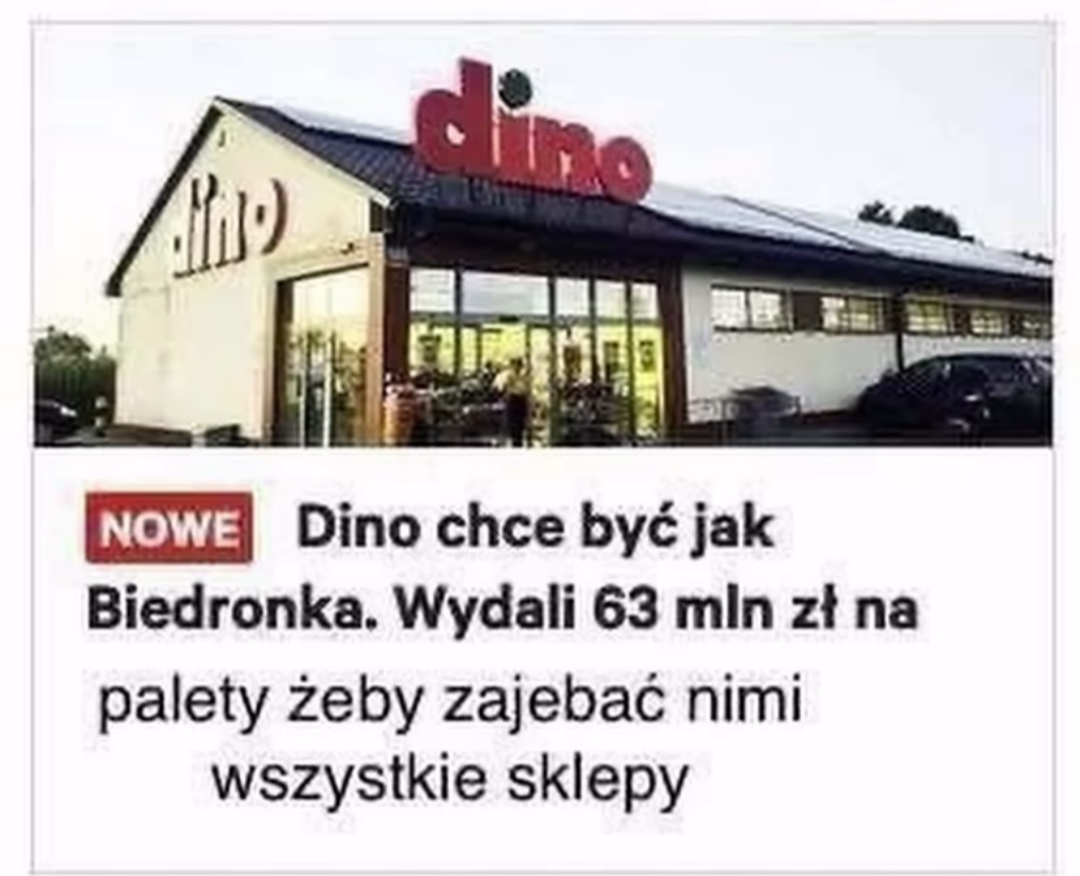 dino
dino
NOWE Dino chce być jak
Biedronka. Wydali 63 mln zł na
palety żeby zajebać nimi
wszystkie sklepy